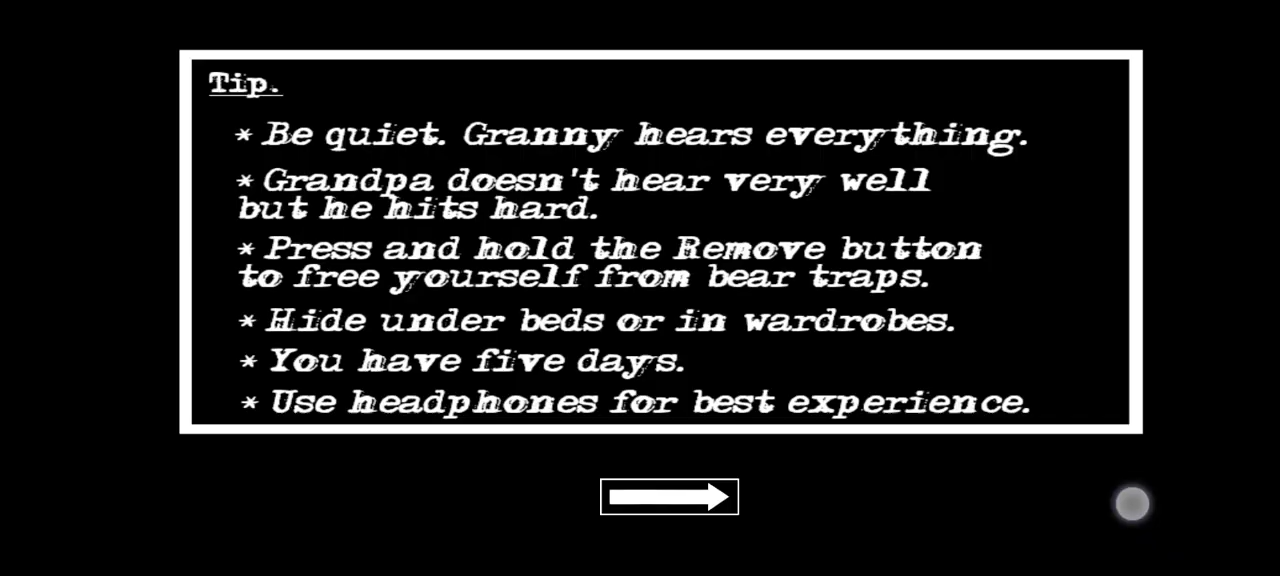 Tip.
* Be quiet. Granny hears everything.
* Grandpa doesn't hear very well
but he hits hard.
* Press and hold the Remove button
to free yourself from bear traps.
* Hide under beds or in wardrobes.
* You have five days.
* Use headphones for best experience.